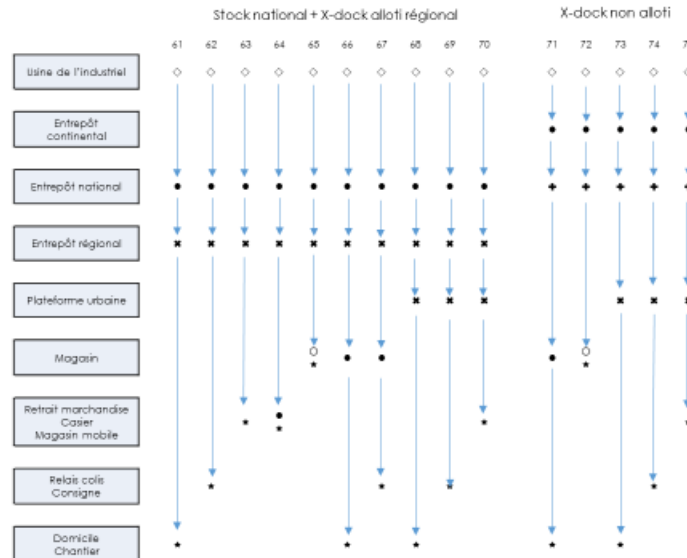 Stock national + X-dock alloti régional
X-dock non alloti
61 62 63 64 65 66 67 68 69 70 71 72 73 74
Usine de l'industriel
Entrepôt
continental
Entrepôt national
Entrepôt régional
Plateforme urbaine
Magasin
Retrait marchandise
Casier
Magasin mobile
Relais colis
Consigne
Domicile
Chantier